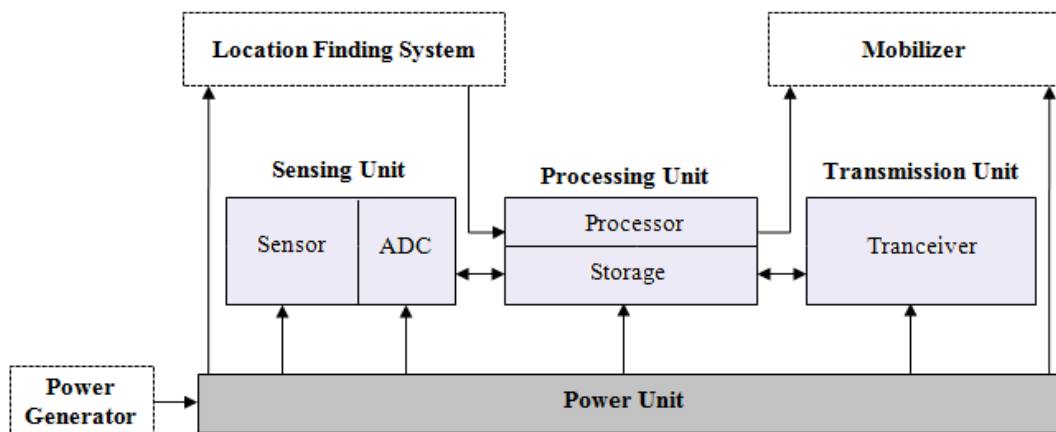 Location Finding System
Mobilizer
Sensing Unit
Processing Unit
Transmission Unit
Sensor
ADC
Processor
Storage
Tranceiver
Power
Generator
Power Unit